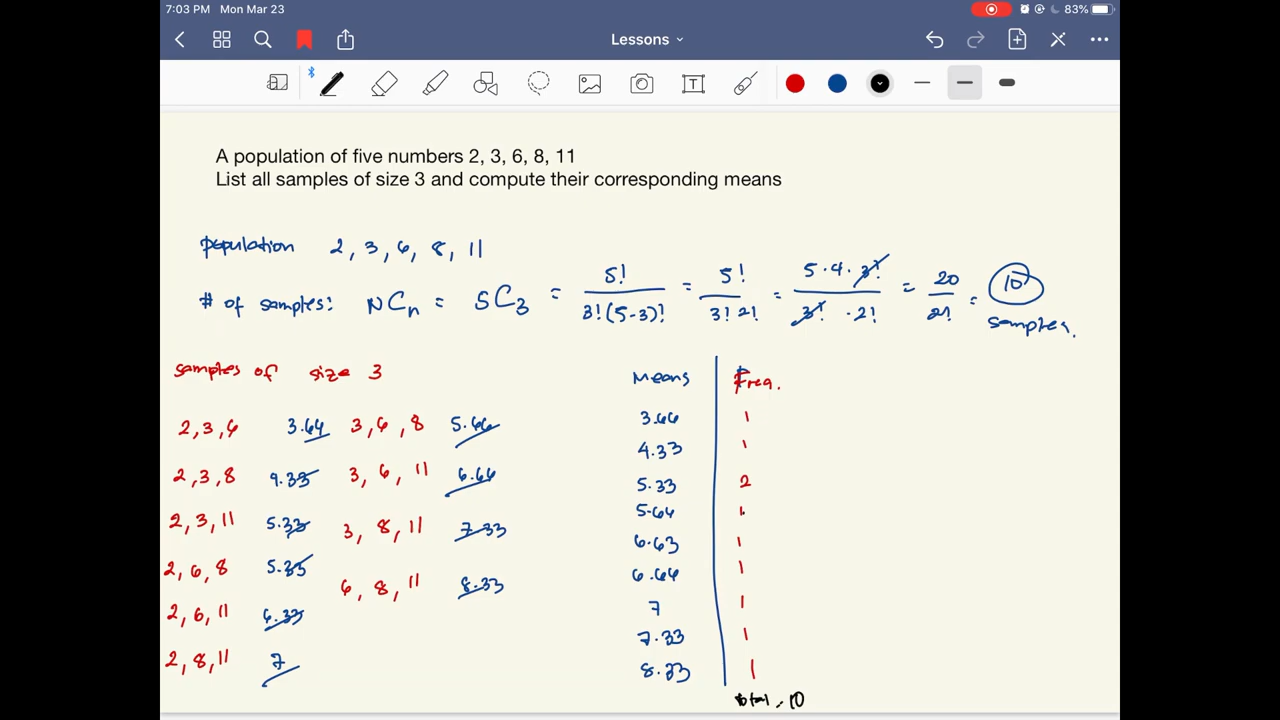 7:03 PM Mon Mar 23 83%
Lessons
A population of five numbers 2, 3, 6, 8, 11
List all samples of size 3 and compute their corresponding means
population 2, 3, 6, 8, 11
# of samples: NCn = 5C3 = 5!/3!(5-3)! = 5!/3! 2! = 5·4·3!/3!·2! = 20/2! = 10 samples.
samples of size 3 Means Freq.
2, 3, 6 3.66 3, 6, 8 5.66 3.66 1
2, 3, 8 4.33 3, 6, 11 6.66 4.33 1
2, 3, 11 5.33 3, 8, 11 7.33 5.33 2
2, 6, 8 5.33 6, 8, 11 8.33 5.66 1
2, 6, 11 6.33 6.63 1
2, 8, 11 7 6.66 1
7 1
7.33 1
8.33 1
total = 10